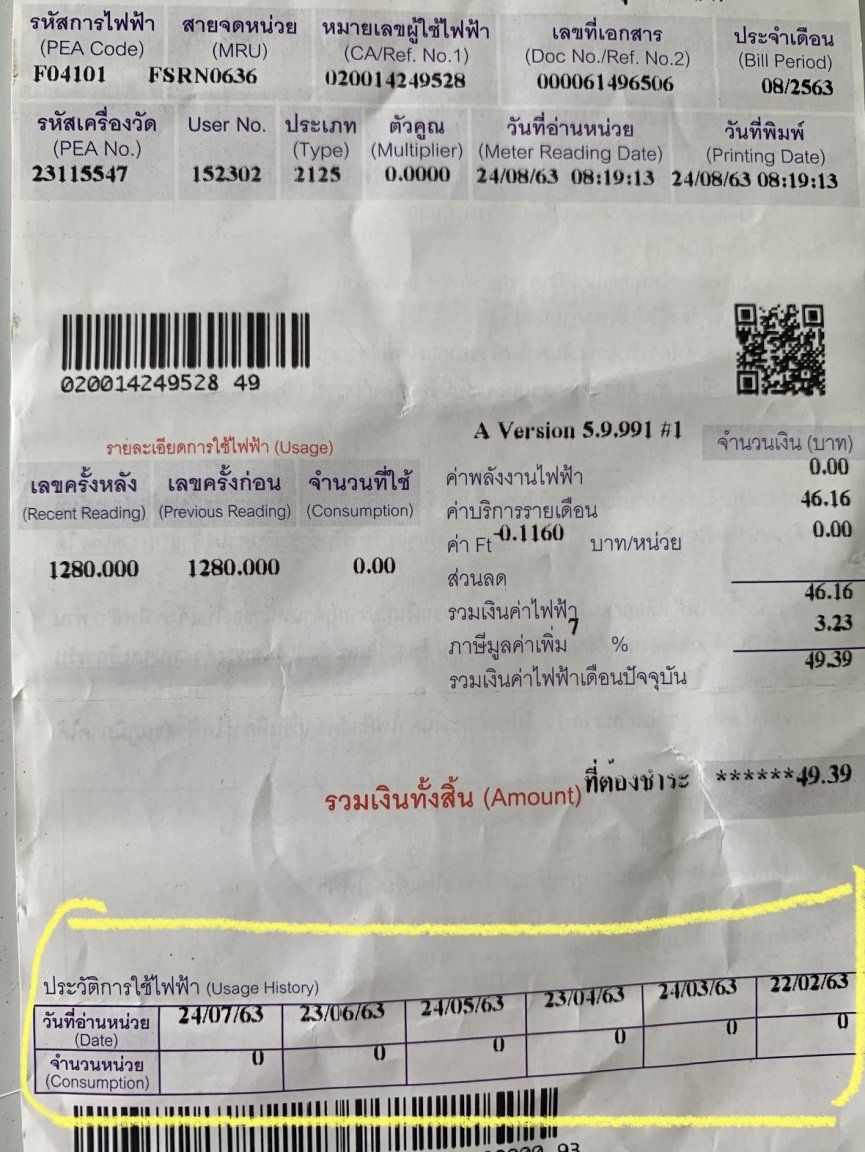 รหัสการไฟฟ้า สายจดหน่วย หมายเลขผู้ใช้ไฟฟ้า เลขที่เอกสาร ประจำเดือน
(PEA Code) (MRU) (CA/Ref. No.1) (Doc No./Ref. No.2) (Bill Period)
F04101 FSRN0636 020014249528 000061496506 08/2563
รหัสเครื่องวัด User No. ประเภท ตัวคูณ วันที่อ่านหน่วย วันที่พิมพ์
(PEA No.) (Type) (Multiplier) (Meter Reading Date) (Printing Date)
23115547 152302 2125 0.0000 24/08/63 08:19:13 24/08/63 08:19:13
020014249528 49
A Version 5.9.991 #1 จำนวนเงิน (บาท)
รายละเอียดการใช้ไฟฟ้า (Usage)
เลขครั้งหลัง เลขครั้งก่อน จำนวนที่ใช้
(Recent Reading) (Previous Reading) (Consumption)
1280.000 1280.000 0.00
ค่าพลังงานไฟฟ้า 0.00
ค่าบริการรายเดือน 46.16
ค่า Ft -0.1160 บาท/หน่วย 0.00
ส่วนลด
รวมเงินค่าไฟฟ้า 46.16
ภาษีมูลค่าเพิ่ม 7 % 3.23
รวมเงินค่าไฟฟ้าเดือนปัจจุบัน 49.39
รวมเงินทั้งสิ้น (Amount) ที่ต้องชำระ ******49.39
ประวัติการใช้ไฟฟ้า (Usage History)
วันที่อ่านหน่วย 24/07/63 23/06/63 24/05/63 23/04/63 24/03/63 22/02/63
(Date)
จำนวนหน่วย 0 0 0 0 0 0
(Consumption)